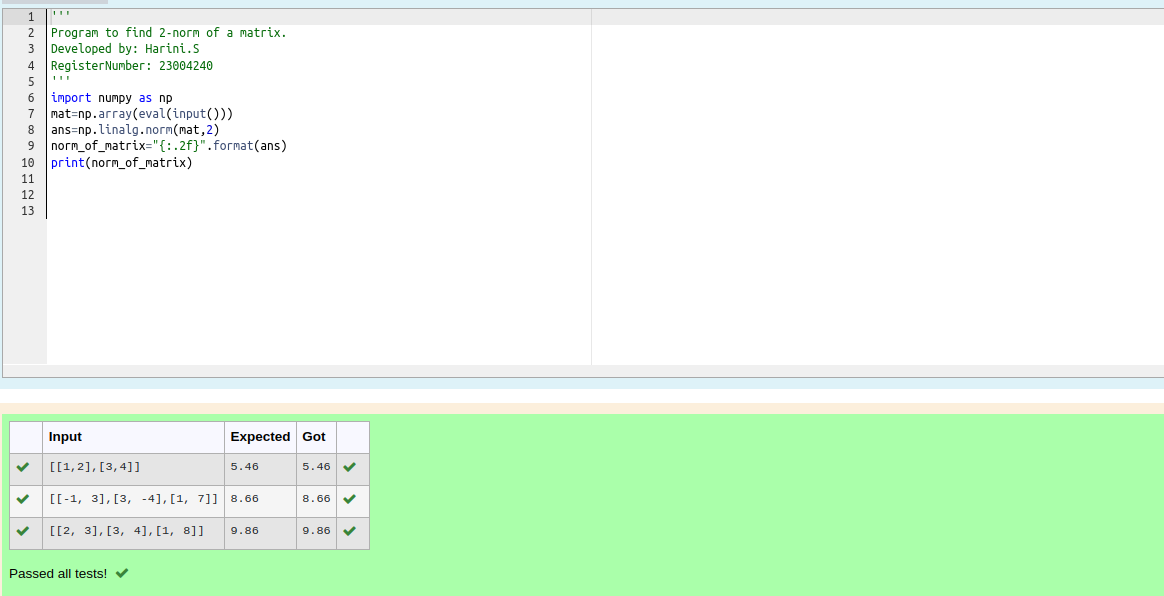 1 '''
2 Program to find 2-norm of a matrix.
3 Developed by: Harini.S
4 RegisterNumber: 23004240
5 '''
6 import numpy as np
7 mat=np.array(eval(input()))
8 ans=np.linalg.norm(mat,2)
9 norm_of_matrix="{:.2f}".format(ans)
10 print(norm_of_matrix)
11
12
13
Input Expected Got
[[1,2],[3,4]] 5.46 5.46
[[-1, 3],[3, -4],[1, 7]] 8.66 8.66
[[2, 3],[3, 4],[1, 8]] 9.86 9.86
Passed all tests!